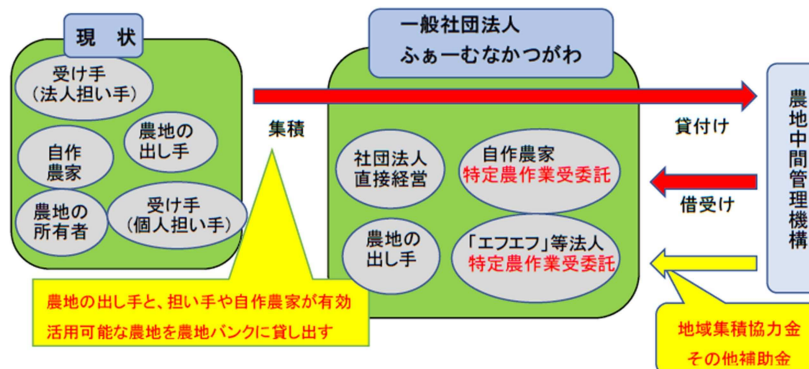 現　状
受け手
(法人担い手)
農地の
出し手
自作
農家
農地の
所有者
受け手
(個人担い手)
集積
農地の出し手と、担い手や自作農家が有効
活用可能な農地を農地バンクに貸し出す
一般社団法人
ふぁーむなかつがわ
社団法人
直接経営
自作農家
特定農作業受委託
農地の
出し手
「エフエフ」等法人
特定農作業受委託
貸付け
借受け
農地中間管理機構
地域集積協力金
その他補助金